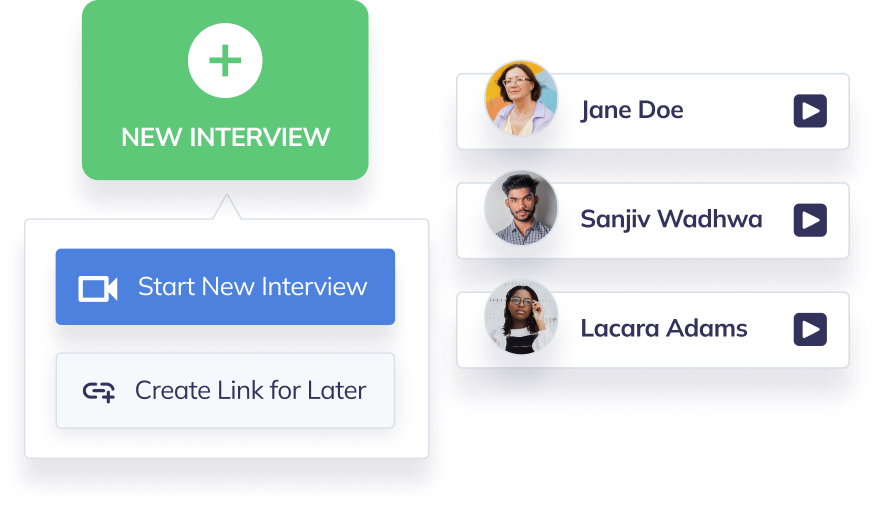 NEW INTERVIEW
Start New Interview
Create Link for Later
Jane Doe
Sanjiv Wadhwa
Lacara Adams